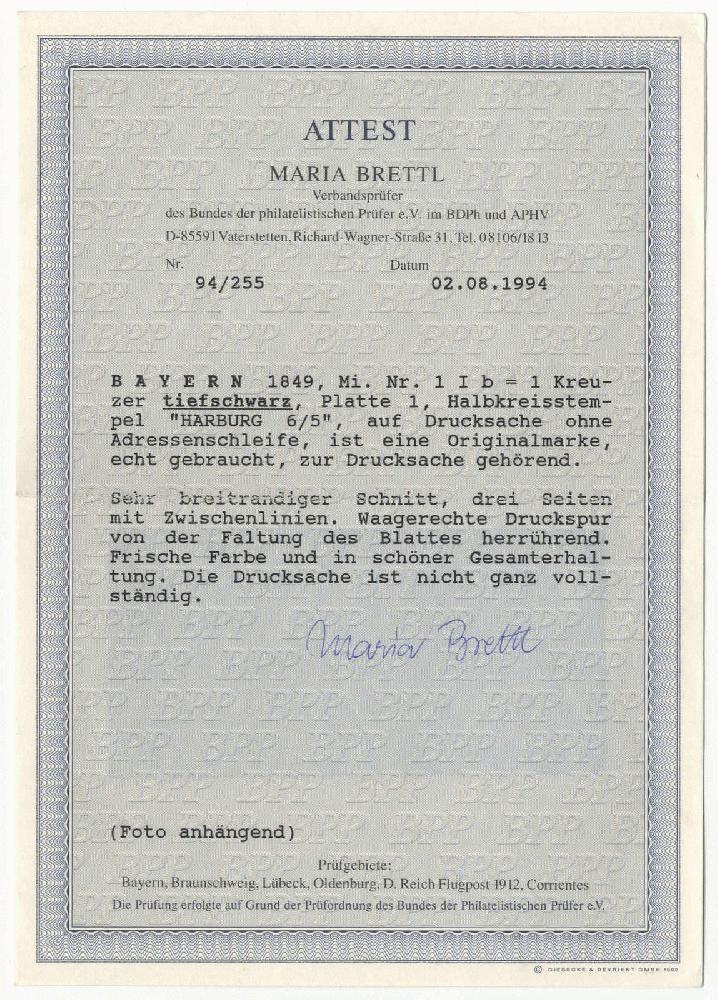 ATTEST
MARIA BRETTL
Verbandsprüfer
des Bundes der philatelistischen Prüfer e.V. im BDPh und APHV
D-85591 Vaterstetten, Richard-Wagner-Straße 31, Tel. 08106/1813
Nr. Datum
94/255 02.08.1994
B A Y E R N 1849, Mi. Nr. 1 I b = 1 Kreu-
zer tiefschwarz, Platte 1, Halbkreisstem-
pel "HARBURG 6/5", auf Drucksache ohne
Adressenschleife, ist eine Originalmarke,
echt gebraucht, zur Drucksache gehörend.
Sehr breitrandiger Schnitt, drei Seiten
mit Zwischenlinien. Waagerechte Druckspur
von der Faltung des Blattes herrührend.
Frische Farbe und in schöner Gesamterhal-
tung. Die Drucksache ist nicht ganz voll-
ständig.
Maria Brettl
(Foto anhängend)
Prüfgebiete:
Bayern, Braunschweig, Lübeck, Oldenburg, D. Reich Flugpost 1912, Corrientes
Die Prüfung erfolgte auf Grund der Prüfordnung des Bundes der Philatelistischen Prüfer e.V.
© GIESECKE & DEVRIENT GMBH